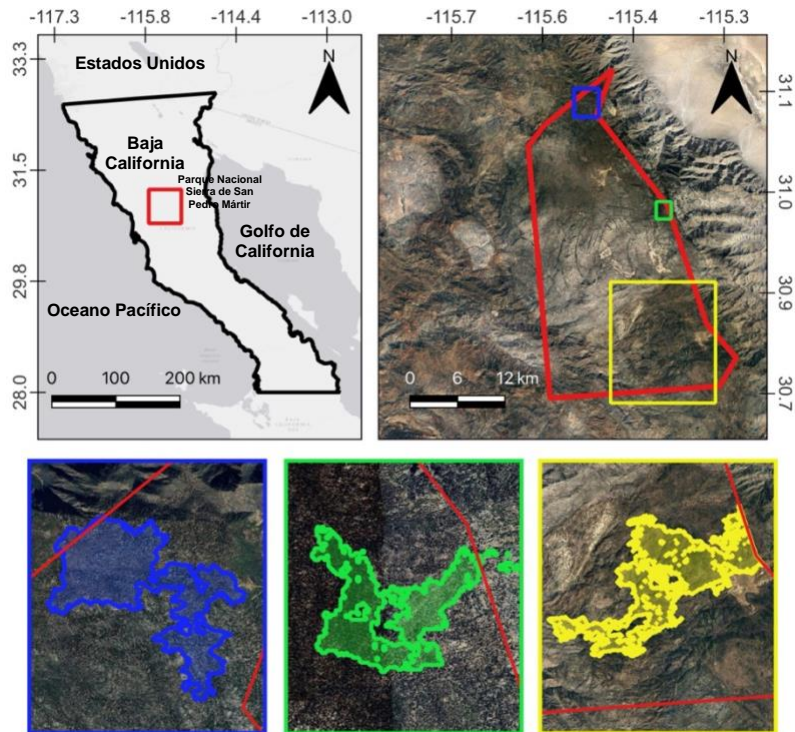 -117.3 -115.8 -114.4 -113.0
-115.7 -115.6 -115.4 -115.3
33.3
31.5
29.8
28.0
N
Estados Unidos
Baja
California
Parque Nacional
Sierra de San
Pedro Mártir
Golfo de
California
Oceano Pacífico
0 100 200 km
N
31.1
31.0
30.9
30.7
0 6 12 km